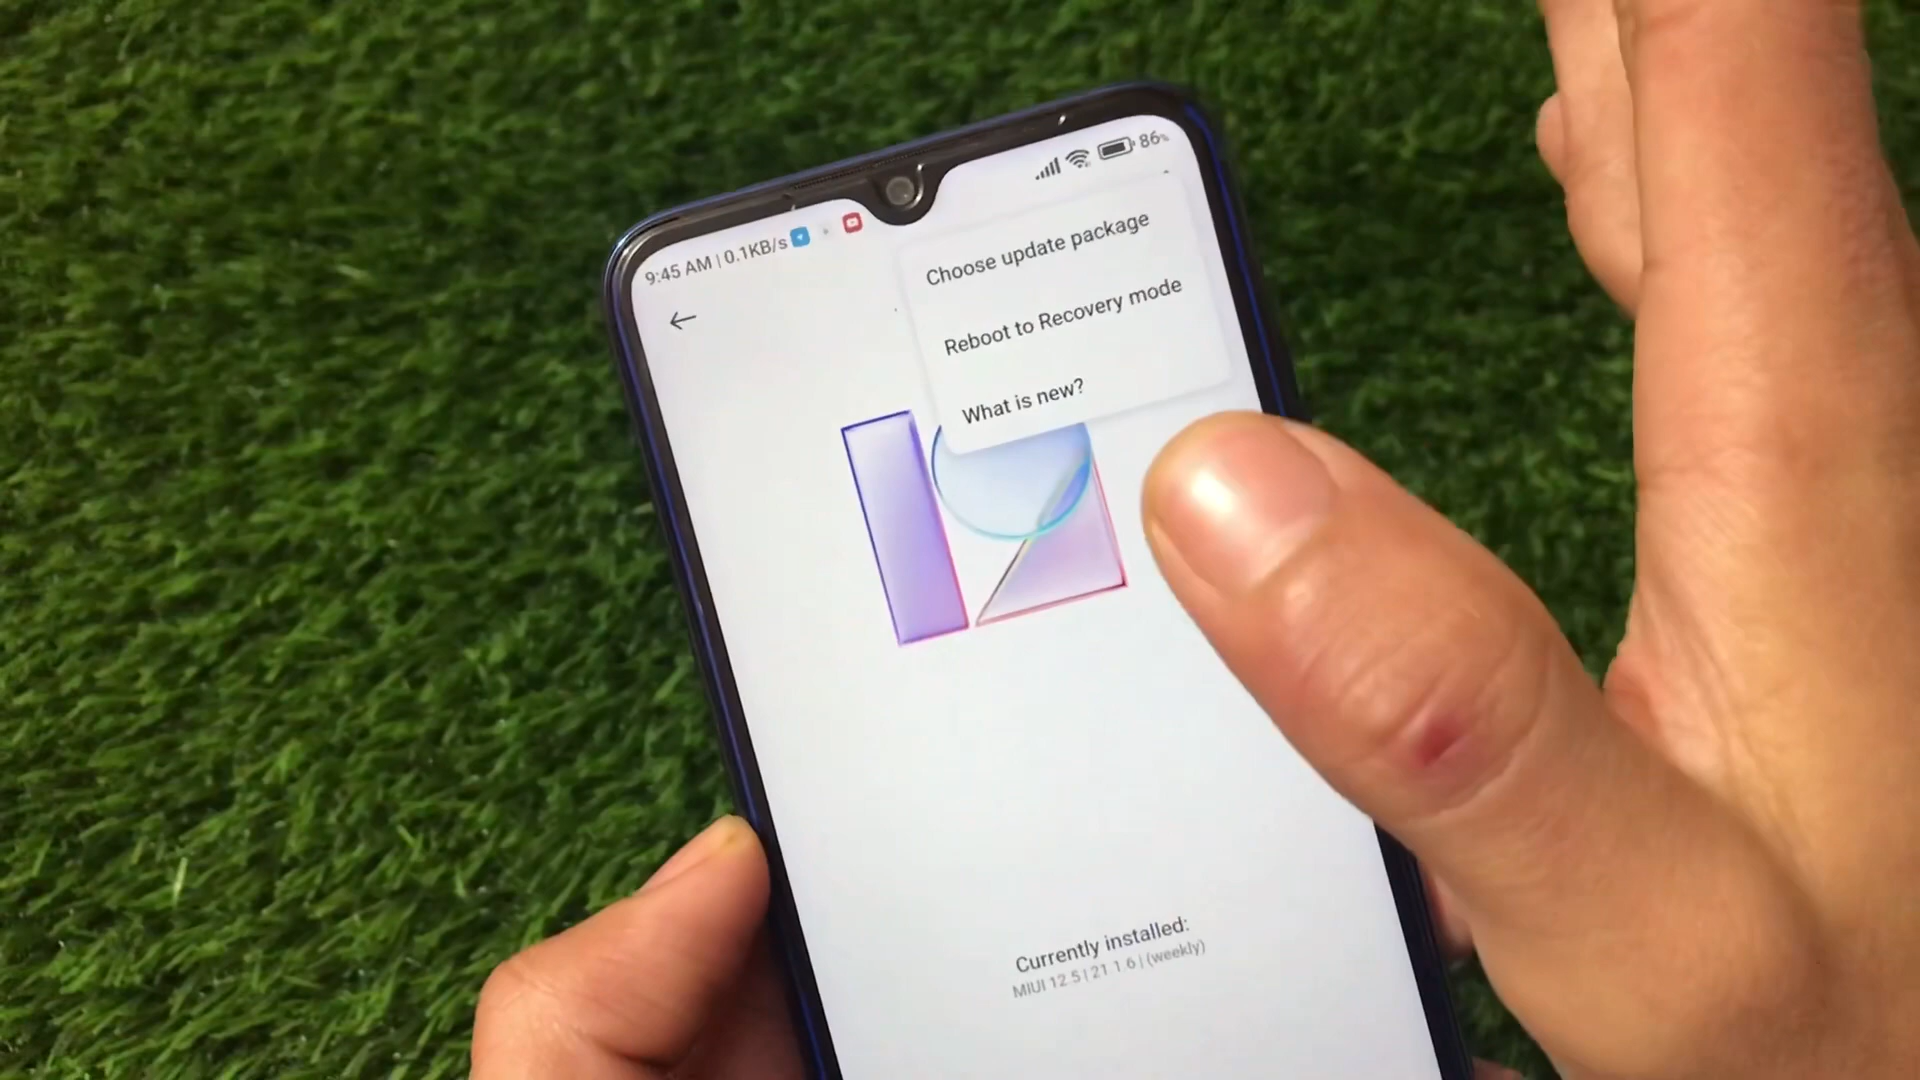 9:45 AM | 0.1KB/s
86%
Choose update package
Reboot to Recovery mode
What is new?
Currently installed:
MIUI 12.5 | 21.1.6 | (weekly)